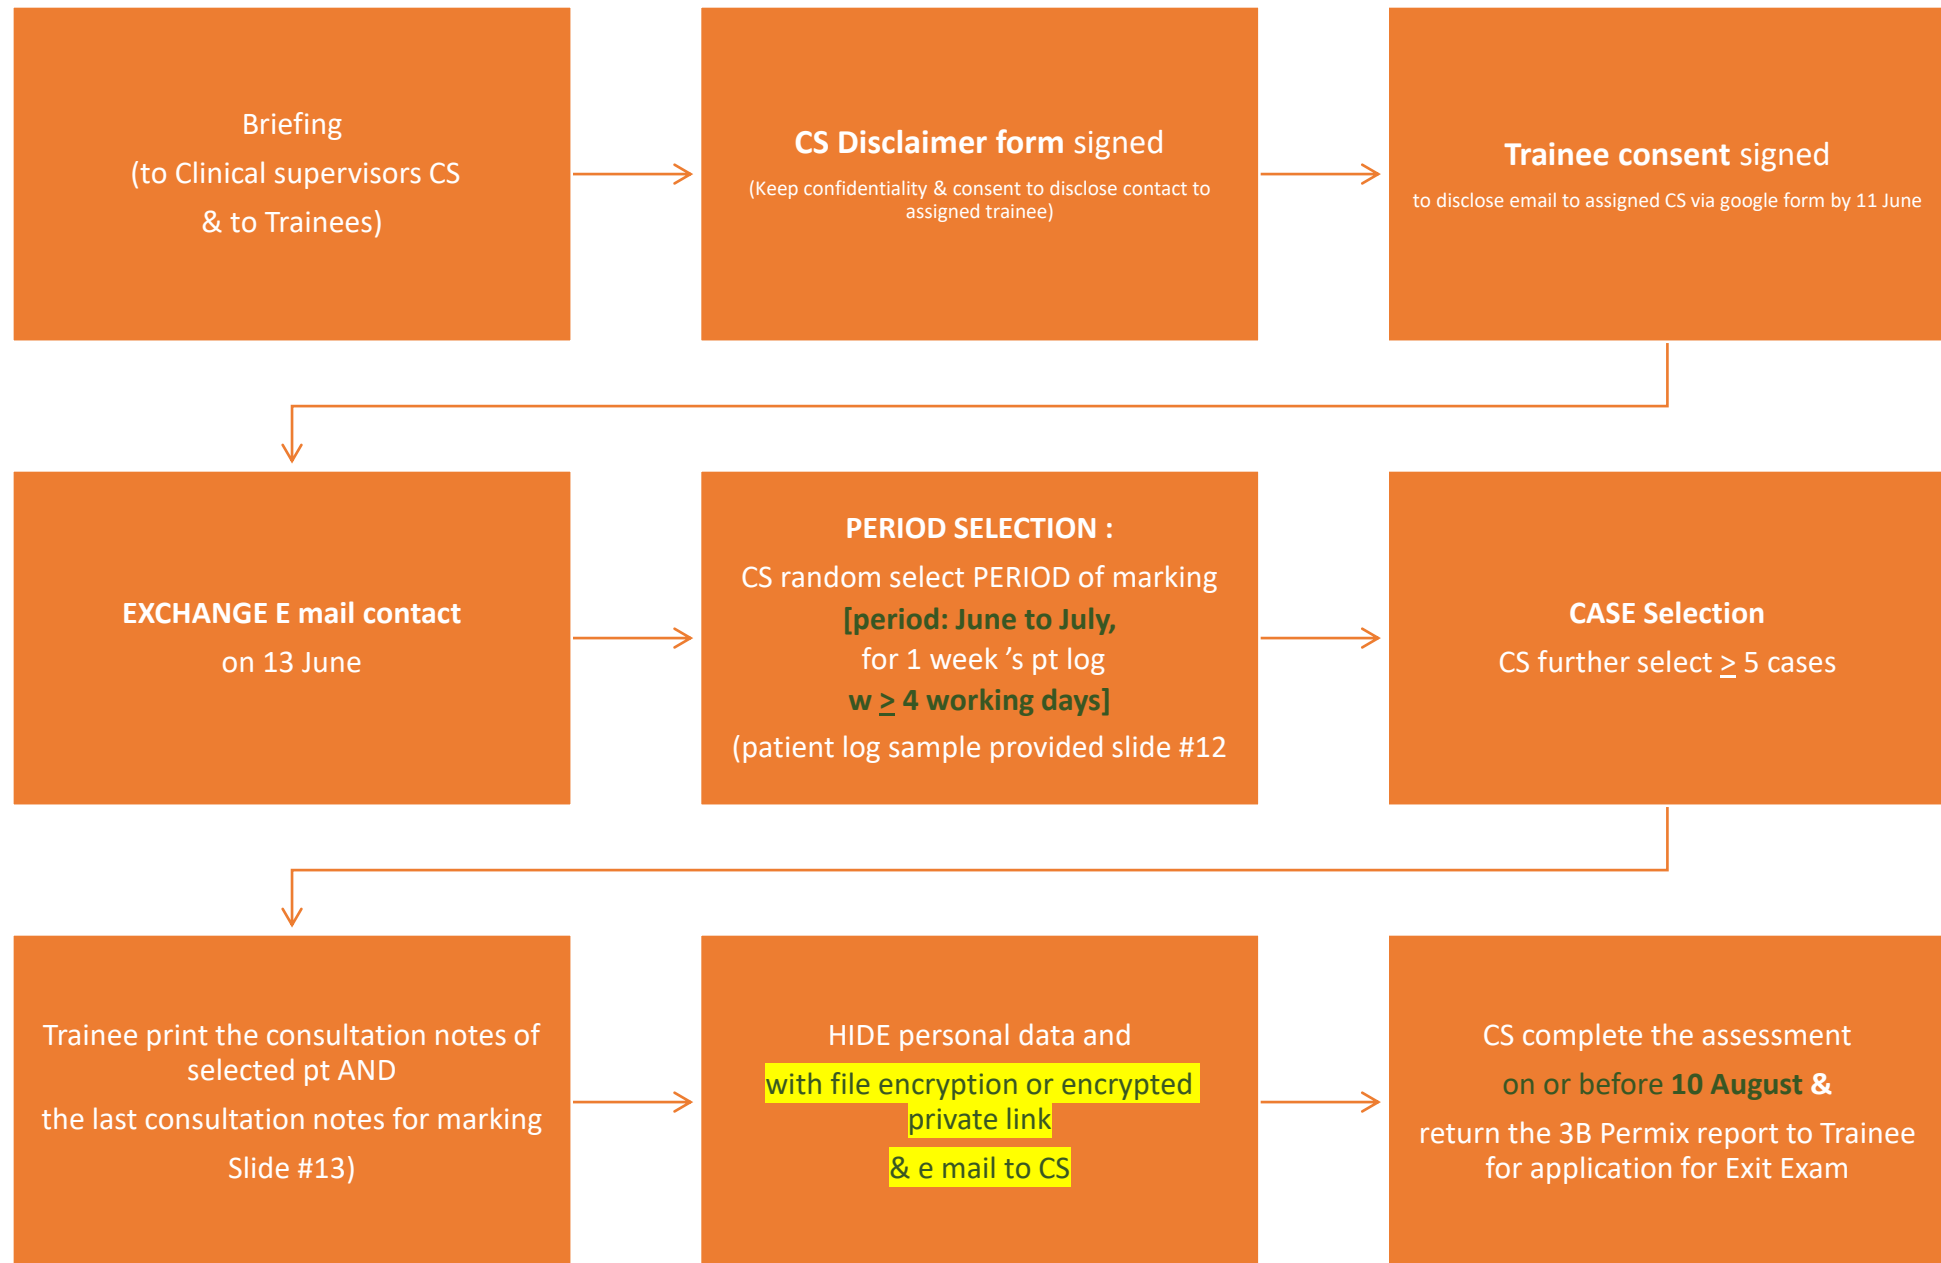 Briefing
(to Clinical supervisors CS
& to Trainees)
CS Disclaimer form signed
(Keep confidentiality & consent to disclose contact to
assigned trainee)
Trainee consent signed
to disclose email to assigned CS via google form by 11 June
EXCHANGE E mail contact
on 13 June
PERIOD SELECTION :
CS random select PERIOD of marking
[period: June to July,
for 1 week 's pt log
w ≥ 4 working days]
(patient log sample provided slide #12
CASE Selection
CS further select ≥ 5 cases
Trainee print the consultation notes of
selected pt AND
the last consultation notes for marking
Slide #13)
HIDE personal data and
with file encryption or encrypted
private link
& e mail to CS
CS complete the assessment
on or before 10 August &
return the 3B Permix report to Trainee
for application for Exit Exam